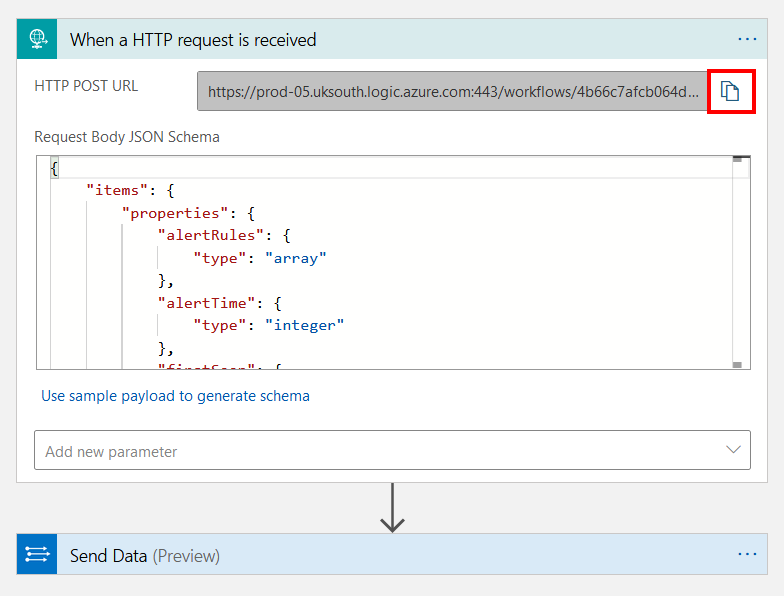 When a HTTP request is received
HTTP POST URL
https://prod-05.uksouth.logic.azure.com:443/workflows/4b66c7afcb064d...
Request Body JSON Schema
{
"items": {
"properties": {
"alertRules": {
"type": "array"
},
"alertTime": {
"type": "integer"
},
"firstSeen": {
Use sample payload to generate schema
Add new parameter
Send Data (Preview)